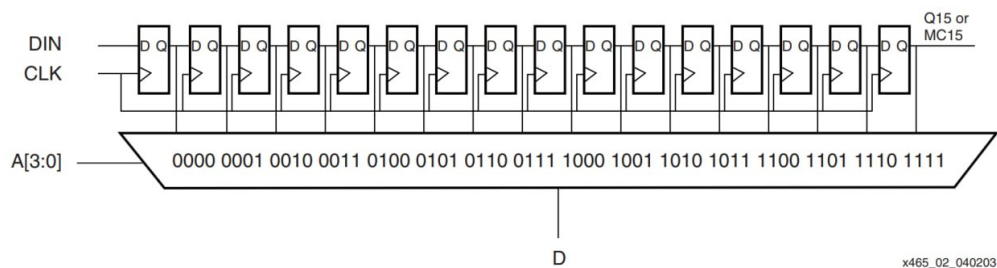 Q15 or
MC15
DIN
D Q D Q D Q D Q D Q D Q D Q D Q D Q D Q D Q D Q D Q D Q D Q D Q
CLK
A[3:0]
0000 0001 0010 0011 0100 0101 0110 0111 1000 1001 1010 1011 1100 1101 1110 1111
D
x465_02_040203